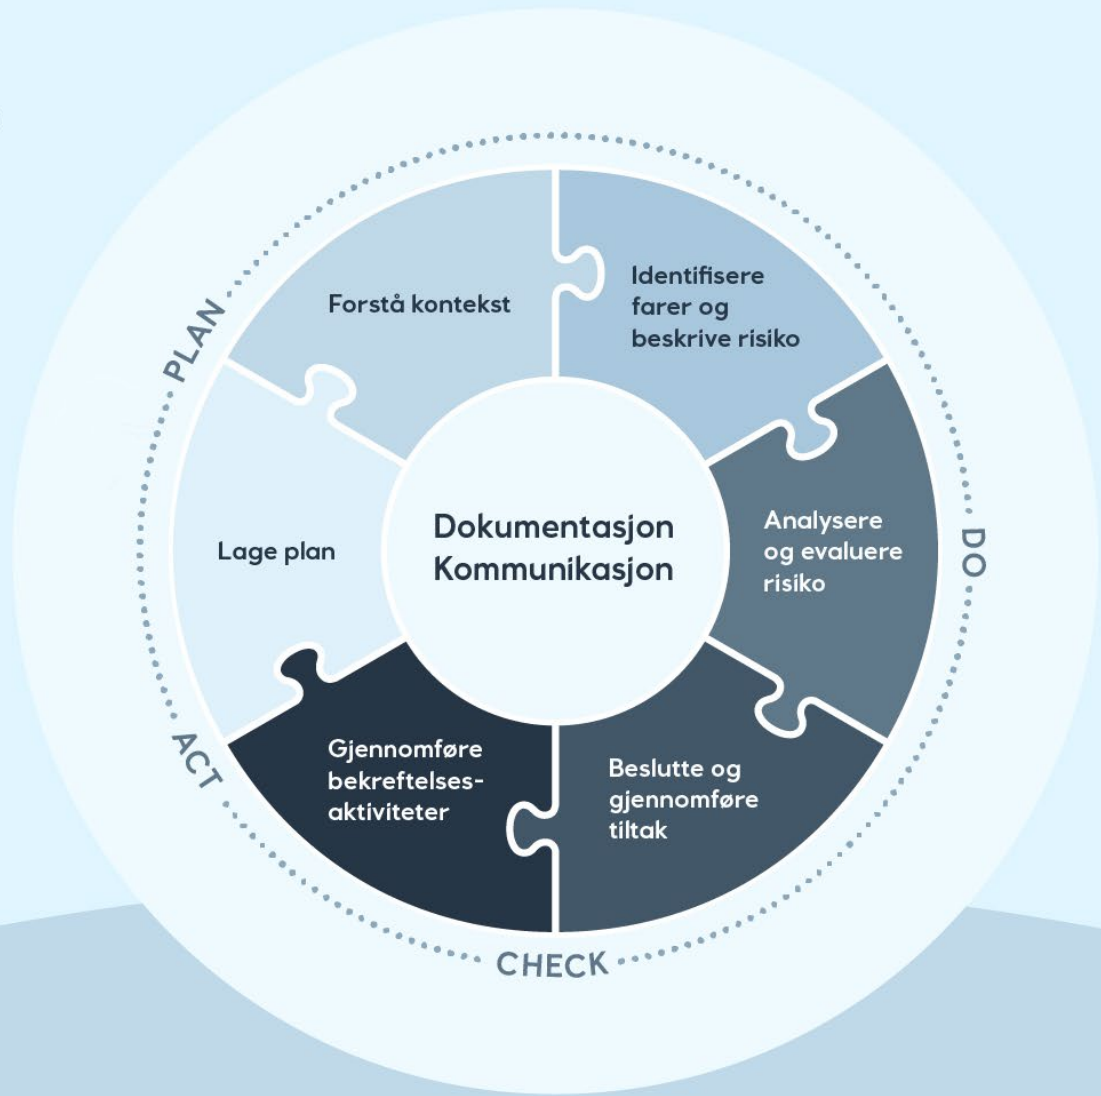 PLAN
Forstå kontekst
Identifisere
farer og
beskrive risiko
Lage plan
Dokumentasjon
Kommunikasjon
Analysere
og evaluere
risiko
DO
Gjennomføre
bekreftelses-
aktiviteter
Beslutte og
gjennomføre
tiltak
ACT
CHECK